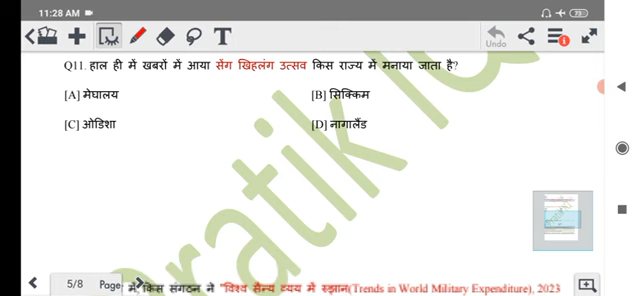 11:28 AM
73
Undo
Q11. हाल ही में खबरों में आया सेंग खिहलंग उत्सव किस राज्य में मनाया जाता है?
[A] मेघालय
[B] सिक्किम
[C] ओडिशा
[D] नागालैंड
5/8 Page
में, किस संगठन ने "विश्व सैन्य व्यय में रुझान(Trends in World Military Expenditure), 2023